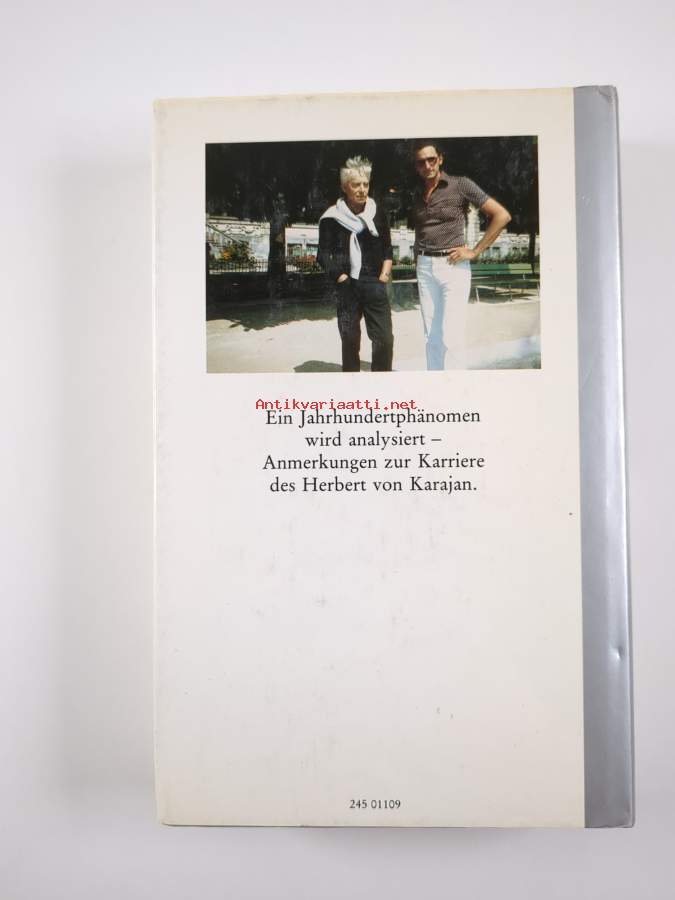 Antikvariaatti.net
Ein Jahrhundertphänomen
wird analysiert –
Anmerkungen zur Karriere
des Herbert von Karajan.
245 01109